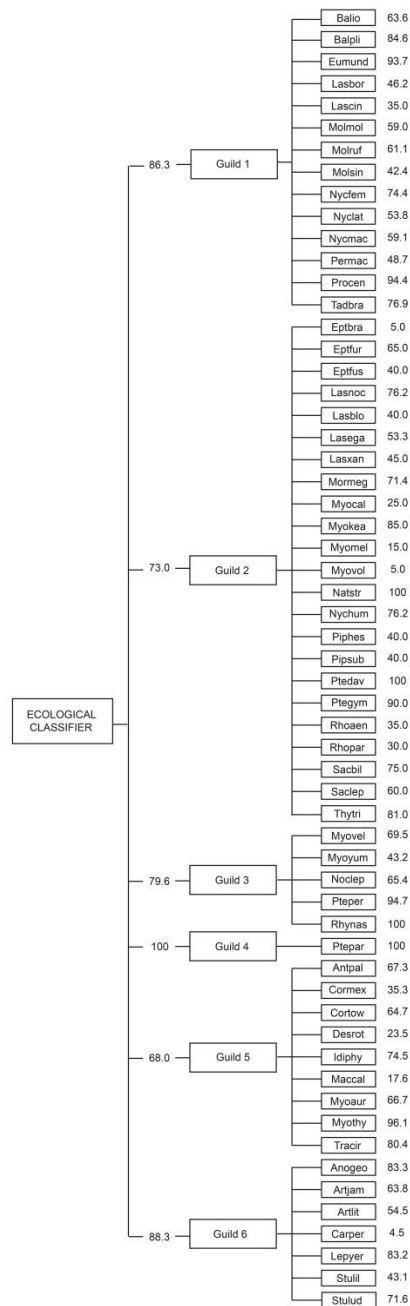 Balio 63.6
Balpli 84.6
Eumund 93.7
Lasbor 46.2
Lascin 35.0
Molmol 59.0
Molruf 61.1
86.3 Guild 1
Molsin 42.4
Nycfem 74.4
Nyclat 53.8
Nycmac 59.1
Permac 48.7
Procen 94.4
Tadbra 76.9
Eptbra 5.0
Eptfur 65.0
Eptfus 40.0
Lasnoc 76.2
Lasblo 40.0
Lasega 53.3
Lasxan 45.0
Mormeg 71.4
Myocal 25.0
Myokea 85.0
Myomel 15.0
73.0 Guild 2
Myovol 5.0
Natstr 100
Nychum 76.2
Piphes 40.0
Pipsub 40.0
Ptedav 100
Ptegym 90.0
ECOLOGICAL
CLASSIFIER
Rhoaen 35.0
Rhopar 30.0
Sacbil 75.0
Saclep 60.0
Thytri 81.0
Myovel 69.5
Myoyum 43.2
79.6 Guild 3
Noclep 65.4
Pteper 94.7
Rhynas 100
100 Guild 4
Ptepar 100
Antpal 67.3
Cormex 35.3
Cortow 64.7
Desrot 23.5
68.0 Guild 5
Idiphy 74.5
Maccal 17.6
Myoaur 66.7
Myothy 96.1
Tracir 80.4
Anogeo 83.3
Artjam 63.8
Artlit 54.5
88.3 Guild 6
Carper 4.5
Lepyer 83.2
Stulil 43.1
Stulud 71.6